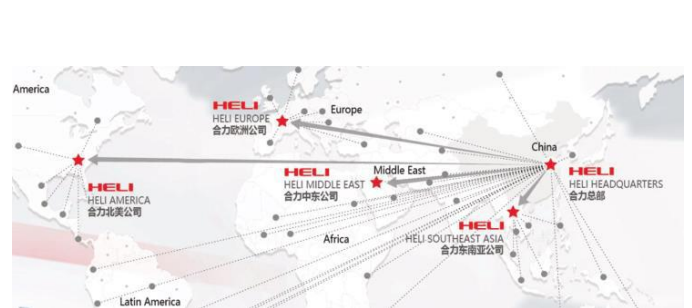 America
HELI
HELI EUROPE
合力欧洲公司
Europe
China
HELI
HELI AMERICA
合力北美公司
HELI
HELI MIDDLE EAST
合力中东公司
Middle East
HELI
HELI HEADQUARTERS
合力总部
Africa
HELI
HELI SOUTHEAST ASIA
合力东南亚公司
Latin America